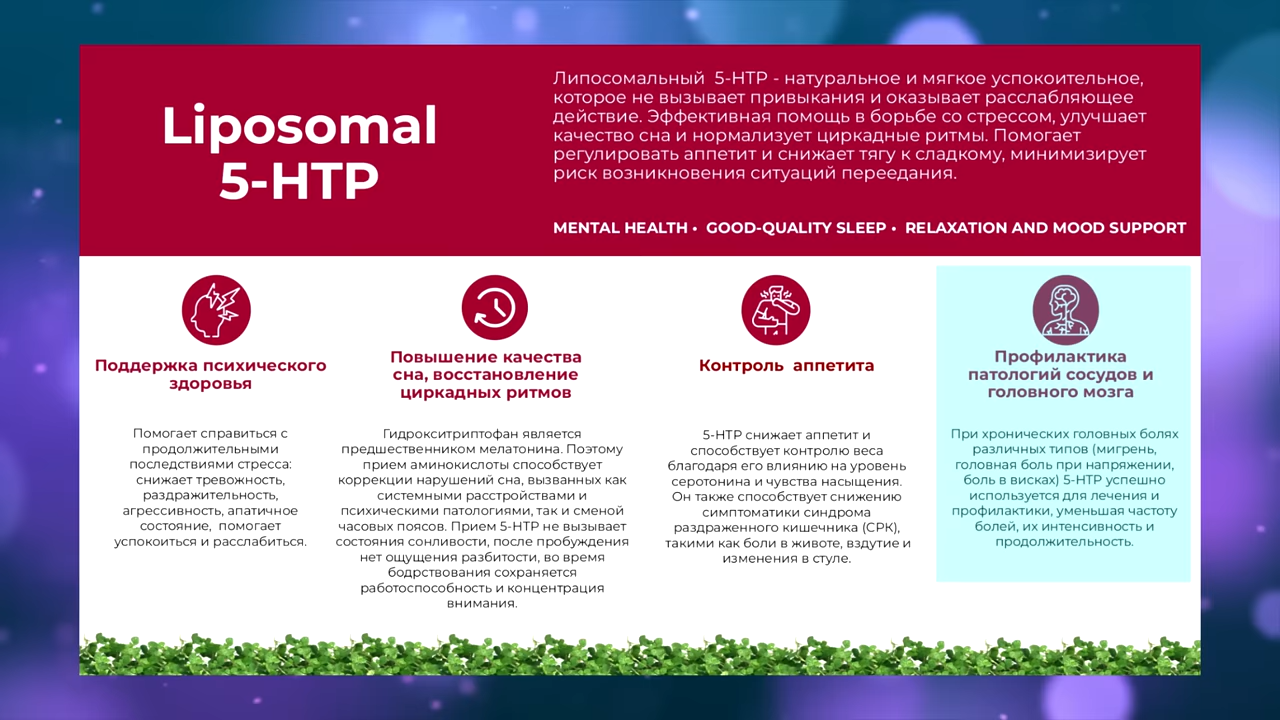 Liposomal
5-HTP
Липосомальный 5-HTP - натуральное и мягкое успокоительное,
которое не вызывает привыкания и оказывает расслабляющее
действие. Эффективная помощь в борьбе со стрессом, улучшает
качество сна и нормализует циркадные ритмы. Помогает
регулировать аппетит и снижает тягу к сладкому, минимизирует
риск возникновения ситуаций переедания.
MENTAL HEALTH • GOOD-QUALITY SLEEP • RELAXATION AND MOOD SUPPORT
Поддержка психического
здоровья
Помогает справиться с
продолжительными
последствиями стресса:
снижает тревожность,
раздражительность,
агрессивность, апатичное
состояние, помогает
успокоиться и расслабиться.
Повышение качества
сна, восстановление
циркадных ритмов
Гидрокситриптофан является
предшественником мелатонина. Поэтому
прием аминокислоты способствует
коррекции нарушений сна, вызванных как
системными расстройствами и
психическими патологиями, так и сменой
часовых поясов. Прием 5-HTP не вызывает
состояния сонливости, после пробуждения
нет ощущения разбитости, во время
бодрствования сохраняется
работоспособность и концентрация
внимания.
Контроль аппетита
5-HTP снижает аппетит и
способствует контролю веса
благодаря его влиянию на уровень
серотонина и чувства насыщения.
Он также способствует снижению
симптоматики синдрома
раздраженного кишечника (СРК),
такими как боли в животе, вздутие и
изменения в стуле.
Профилактика
патологий сосудов и
головного мозга
При хронических головных болях
различных типов (мигрень,
головная боль при напряжении,
боль в висках) 5-HTP успешно
используется для лечения и
профилактики, уменьшая частоту
болей, их интенсивность и
продолжительность.